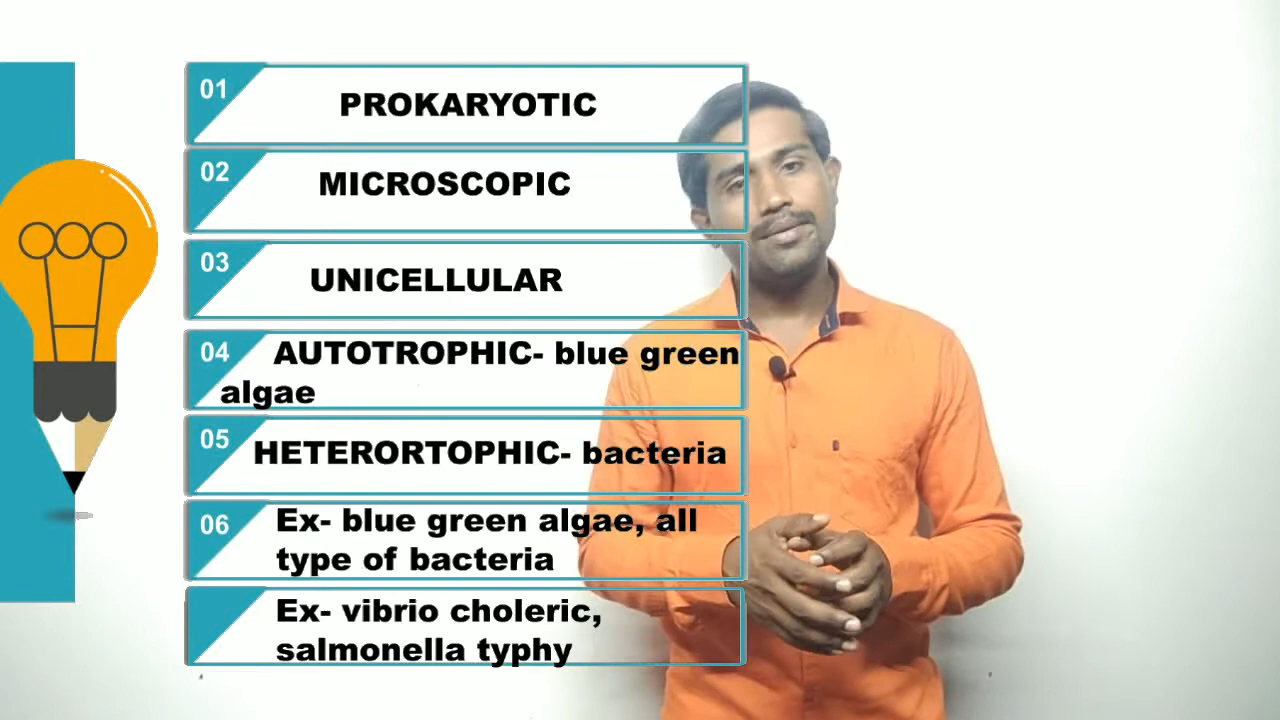 01 PROKARYOTIC
02 MICROSCOPIC
03 UNICELLULAR
04 AUTOTROPHIC- blue green
algae
05 HETERORTOPHIC- bacteria
06 Ex- blue green algae, all
type of bacteria
Ex- vibrio choleric,
salmonella typhy